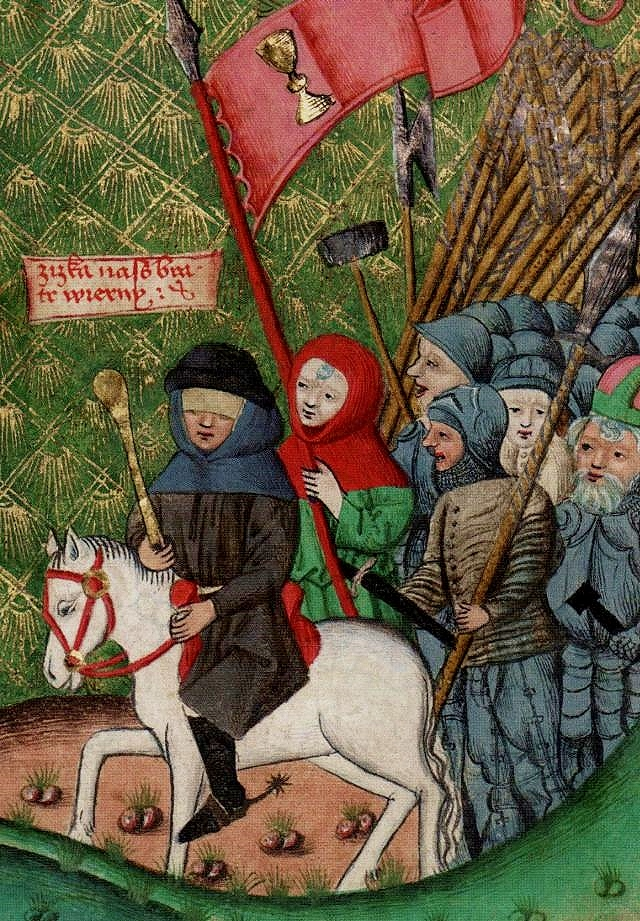 zizka nass bra-
tr wierny: ⁊c